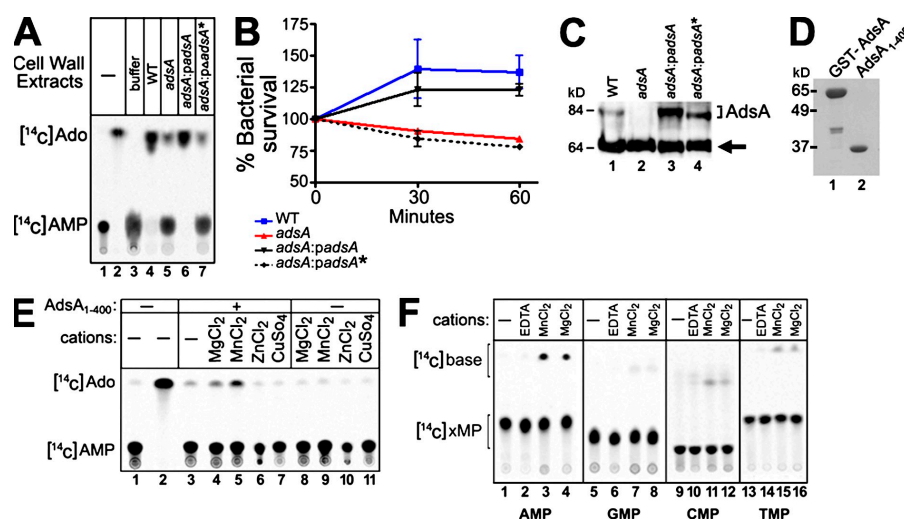 A
Cell Wall
Extracts
–
buffer
WT
adsA
adsA:padsA
adsA:padsA*
[14C]Ado
[14C]AMP
1 2 3 4 5 6 7
B
% Bacterial
survival
175
150
125
100
75
50
0 30 60
Minutes
WT
adsA
adsA:padsA
adsA:padsA*
C
WT
adsA
adsA:padsA
adsA:padsA*
kD
84
64
AdsA
1 2 3 4
D
GST- AdsA
AdsA1-400
kD
65
49
37
1 2
E
AdsA1-400: – + –
cations: – – – MgCl2 MnCl2 ZnCl2 CuSo4 MgCl2 MnCl2 ZnCl2 CuSO4
[14C]Ado
[14C]AMP
1 2 3 4 5 6 7 8 9 10 11
F
cations: – EDTA MnCl2 MgCl2 – EDTA MnCl2 MgCl2 – EDTA MnCl2 MgCl2 – EDTA MnCl2 MgCl2
[14C]base
[14C]xMP
1 2 3 4 5 6 7 8 9 10 11 12 13 14 15 16
AMP GMP CMP TMP